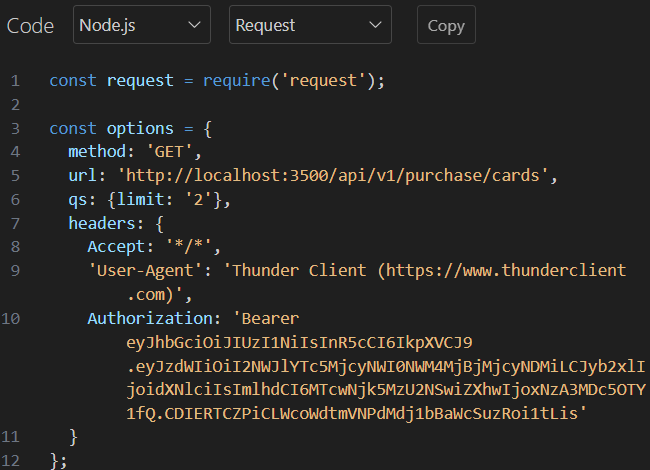 Code Node.js Request Copy
1 const request = require('request');
2
3 const options = {
4 method: 'GET',
5 url: 'http://localhost:3500/api/v1/purchase/cards',
6 qs: {limit: '2'},
7 headers: {
8 Accept: '*/*',
9 'User-Agent': 'Thunder Client (https://www.thunderclient
.com)',
10 Authorization: 'Bearer
eyJhbGciOiJIUzI1NiIsInR5cCI6IkpXVCJ9
.eyJzdWIiOiI2NWJlYTc5MjcyNWI0NWM4MjBjMjcyNDMiLCJyb2xlI
joidXNlciIsImlhdCI6MTcwNjk5MzU2NSwiZXhwIjoxNzA3MDc5OTY
1fQ.CDIERTCZPiCLWcoWdtmVNPdMdj1bBaWcSuzRoi1tLis'
11 }
12 };